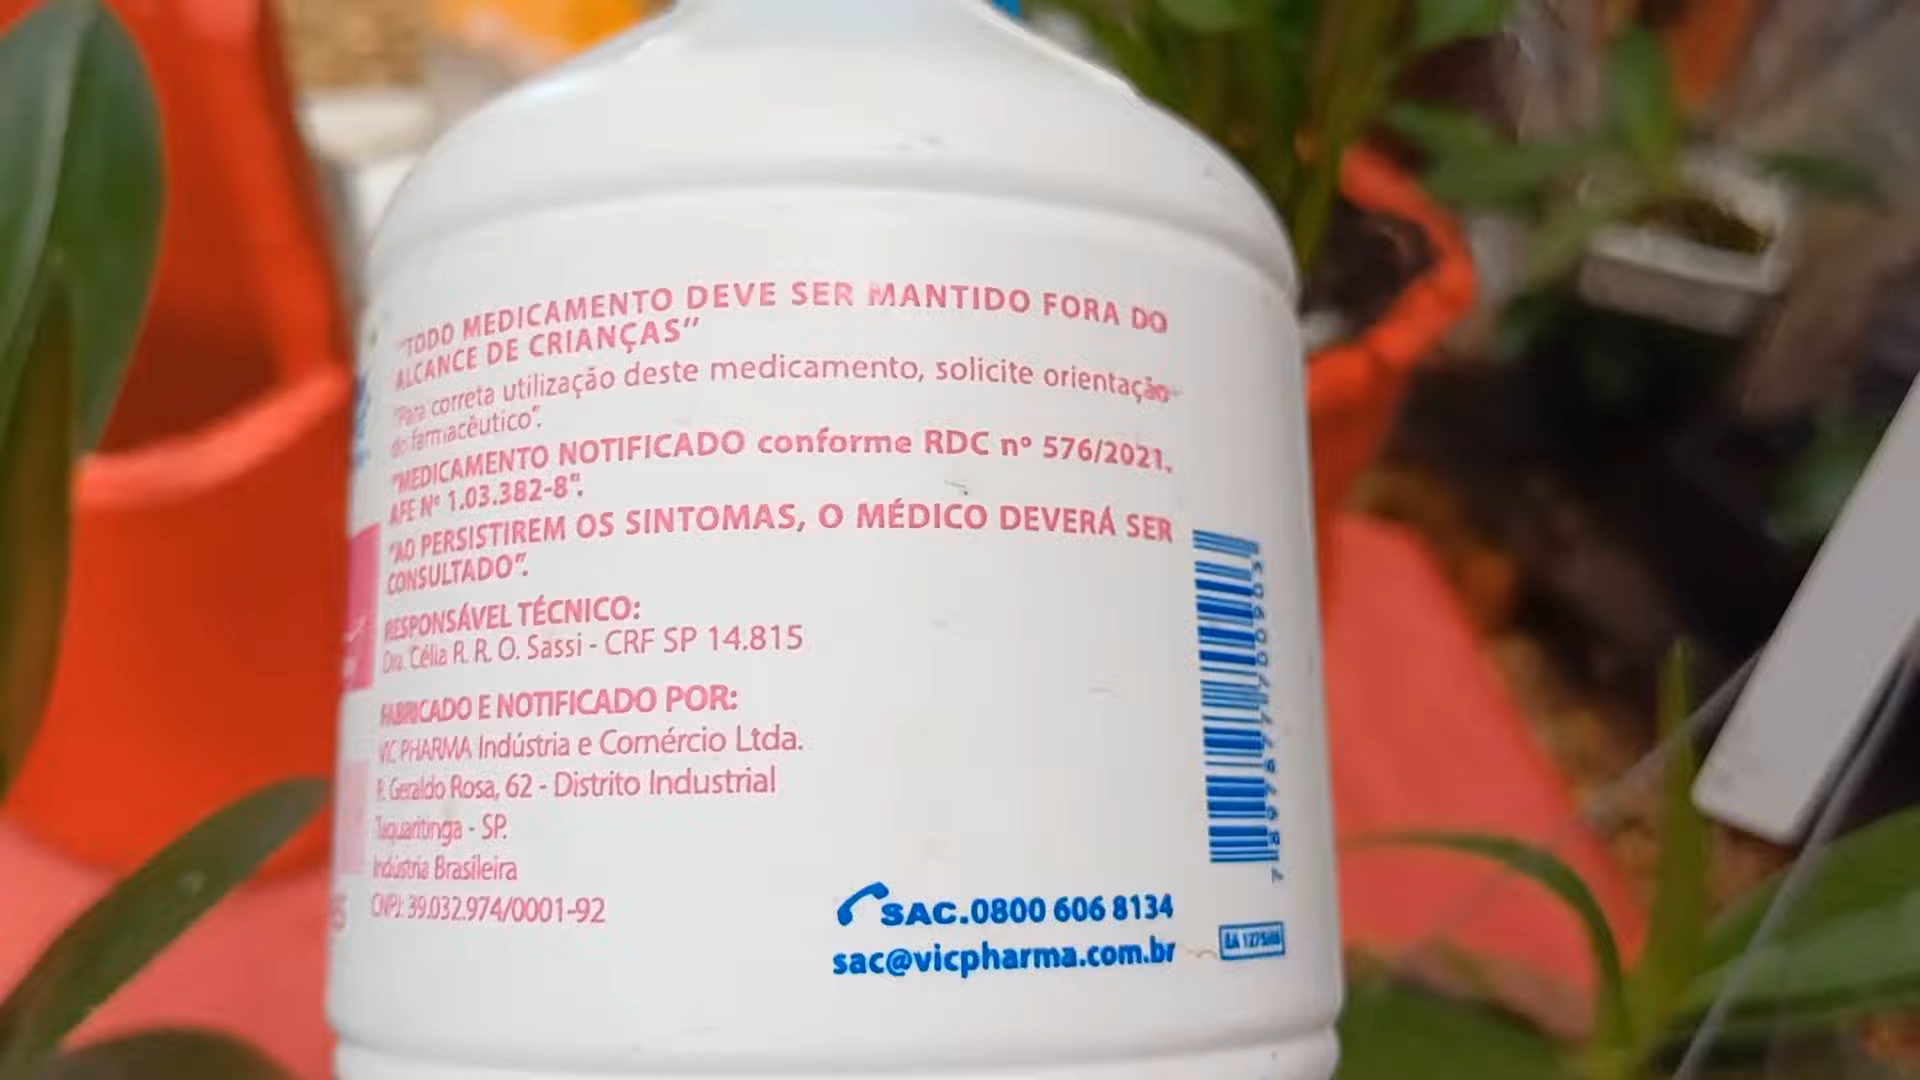 "TODO MEDICAMENTO DEVE SER MANTIDO FORA DO
ALCANCE DE CRIANÇAS"
"Para correta utilização deste medicamento, solicite orientação
do farmacêutico".
"MEDICAMENTO NOTIFICADO conforme RDC nº 576/2021.
AFE Nº 1.03.382-8".
"AO PERSISTIREM OS SINTOMAS, O MÉDICO DEVERÁ SER
CONSULTADO".
RESPONSÁVEL TÉCNICO:
Dra. Célia R. R. O. Sassi - CRF SP 14.815
FABRICADO E NOTIFICADO POR:
VIC PHARMA Indústria e Comércio Ltda.
R. Geraldo Rosa, 62 - Distrito Industrial
Taquaritinga - SP.
Indústria Brasileira
CNPJ: 39.032.974/0001-92
SAC.0800 606 8134
sac@vicpharma.com.br